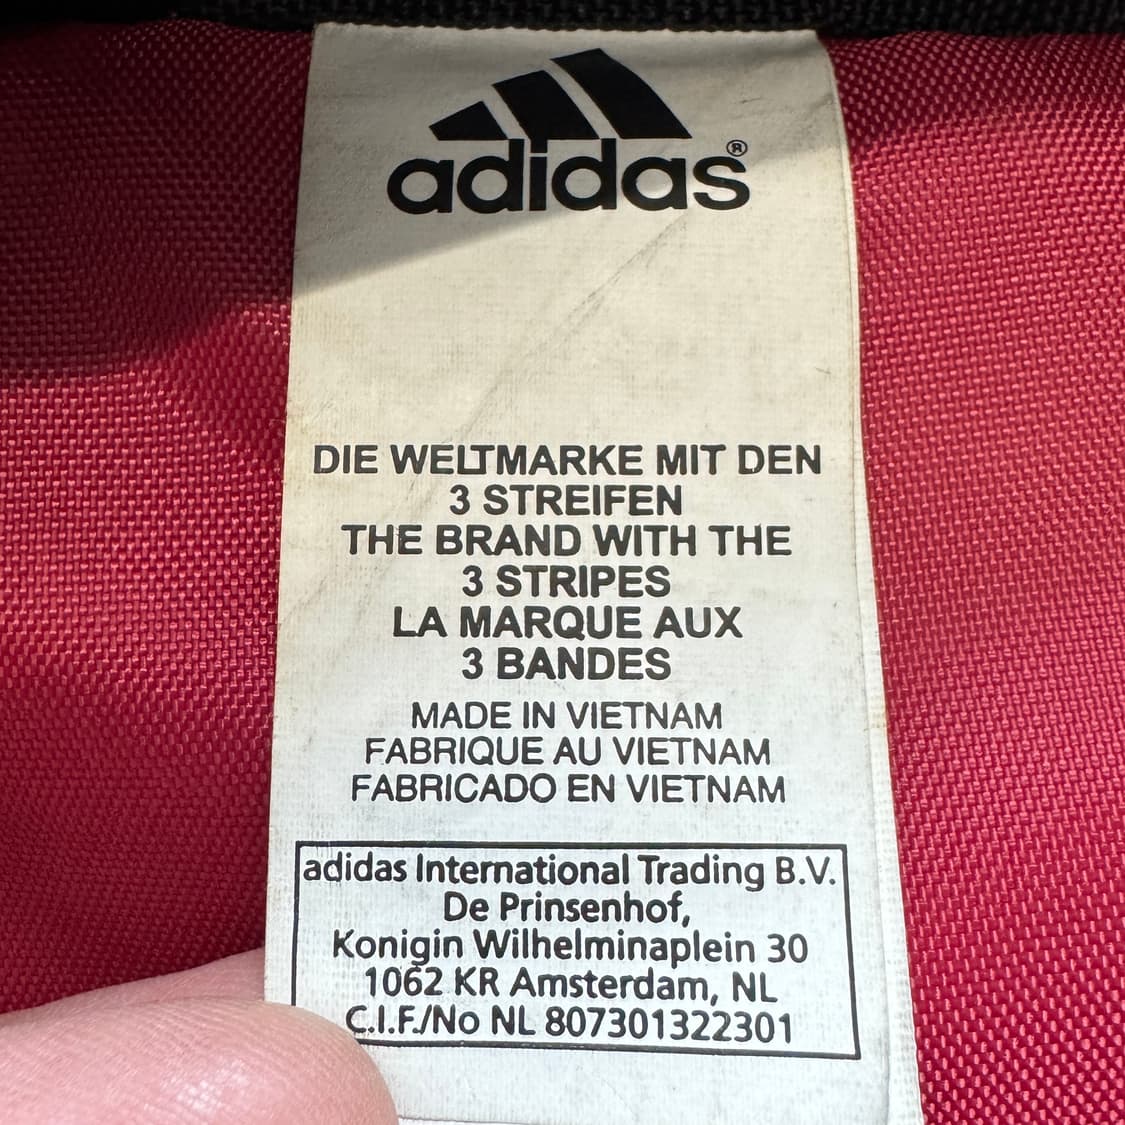 adidas®
DIE WELTMARKE MIT DEN
3 STREIFEN
THE BRAND WITH THE
3 STRIPES
LA MARQUE AUX
3 BANDES
MADE IN VIETNAM
FABRIQUE AU VIETNAM
FABRICADO EN VIETNAM
adidas International Trading B.V.
De Prinsenhof,
Konigin Wilhelminaplein 30
1062 KR Amsterdam, NL
C.I.F./No NL 807301322301